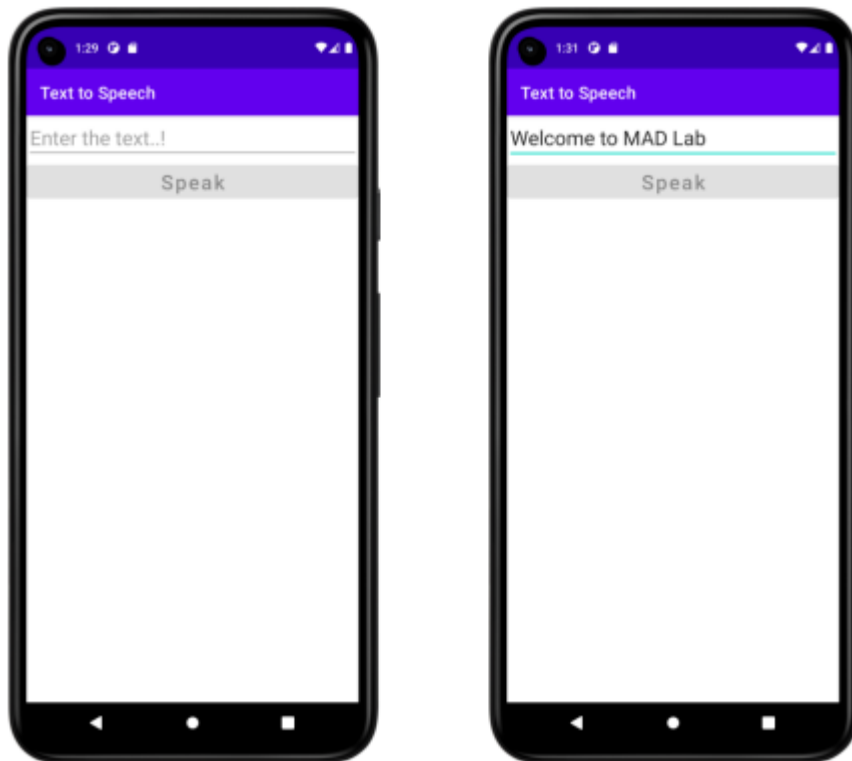 1:29
Text to Speech
Enter the text..!
Speak
1:31
Text to Speech
Welcome to MAD Lab
Speak